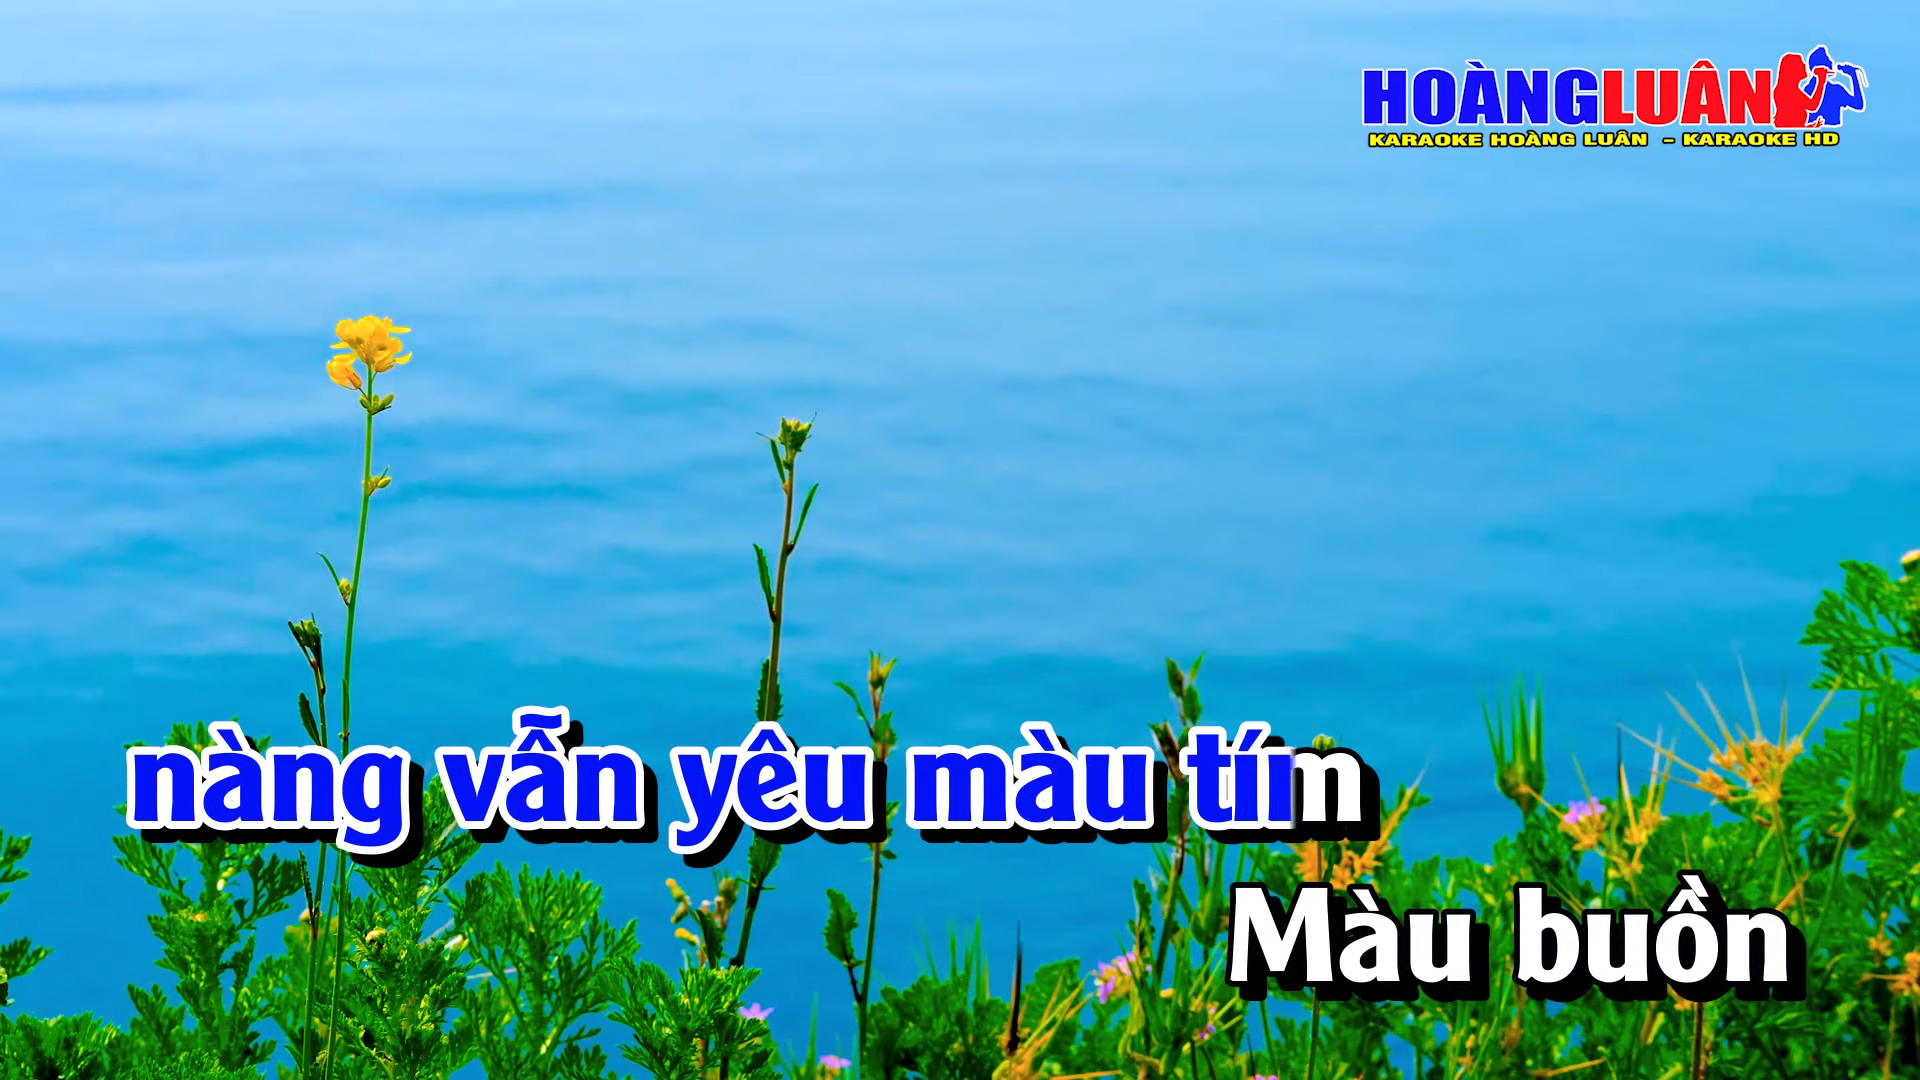 HOÀNGLUÂN
KARAOKE HOÀNG LUÂN - KARAOKE HD
nàng vẫn yêu màu tím
Màu buồn